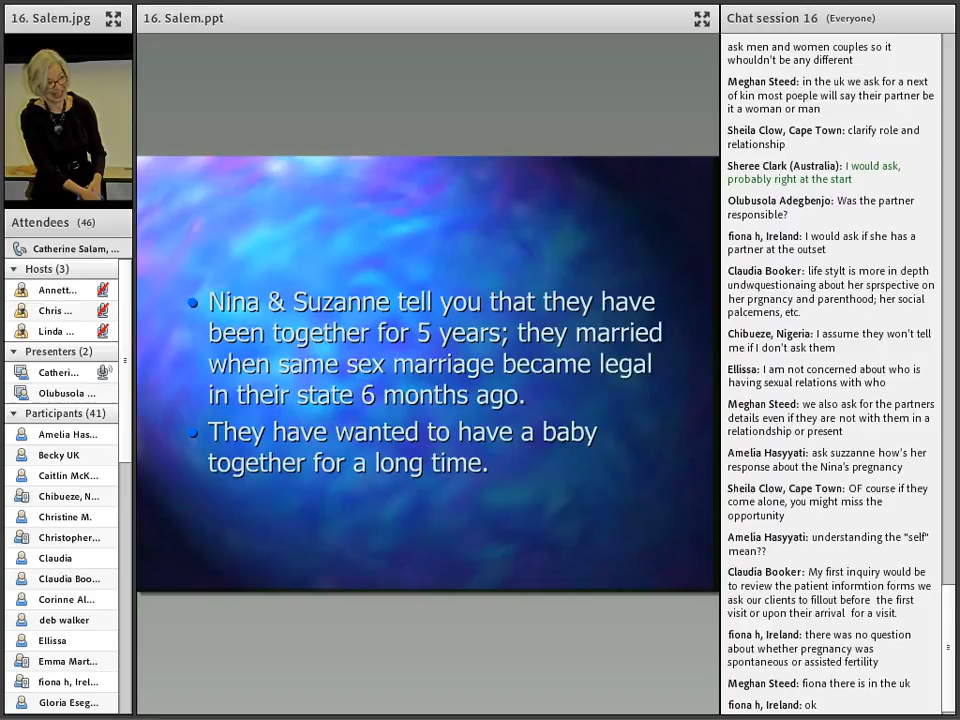 16. Salem.jpg
Attendees (46)
Catherine Salam, ...
Hosts (3)
Annett...
Chris ...
Linda ...
Presenters (2)
Catheri...
Olubusola ...
Participants (41)
Amelia Has...
Becky UK
Caitlin McK...
Chibueze, N...
Christine M.
Christopher...
Claudia
Claudia Boo...
Corinne Al...
deb walker
Ellissa
Emma Mart...
fiona h, Irel...
Gloria Eseg...
16. Salem.ppt
• Nina & Suzanne tell you that they have
been together for 5 years; they married
when same sex marriage became legal
in their state 6 months ago.
• They have wanted to have a baby
together for a long time.
Chat session 16 (Everyone)
ask men and women couples so it
whouldn't be any different
Meghan Steed: in the uk we ask for a next
of kin most poeple will say their partner be
it a woman or man
Sheila Clow, Cape Town: clarify role and
relationship
Sheree Clark (Australia): I would ask,
probably right at the start
Olubusola Adegbenjo: Was the partner
responsible?
fiona h, Ireland: I would ask if she has a
partner at the outset
Claudia Booker: life stylt is more in depth
undwquestionaing about her sprspective on
her prgnancy and parenthood; her social
palcemens, etc.
Chibueze, Nigeria: I assume they won't tell
me if I don't ask them
Ellissa: I am not concerned about who is
having sexual relations with who
Meghan Steed: we also ask for the partners
details even if they are not with them in a
relationship or present
Amelia Hasyyati: ask suzzanne how's her
response about the Nina's pregnancy
Sheila Clow, Cape Town: OF course if they
come alone, you might miss the
opportunity
Amelia Hasyyati: understanding the "self"
mean??
Claudia Booker: My first inquiry would be
to review the patient informtion forms we
ask our clients to fillout before the first
visit or upon their arrival for a visit.
fiona h, Ireland: there was no question
about whether pregnancy was
spontaneous or assisted fertility
Meghan Steed: fiona there is in the uk
fiona h, Ireland: ok